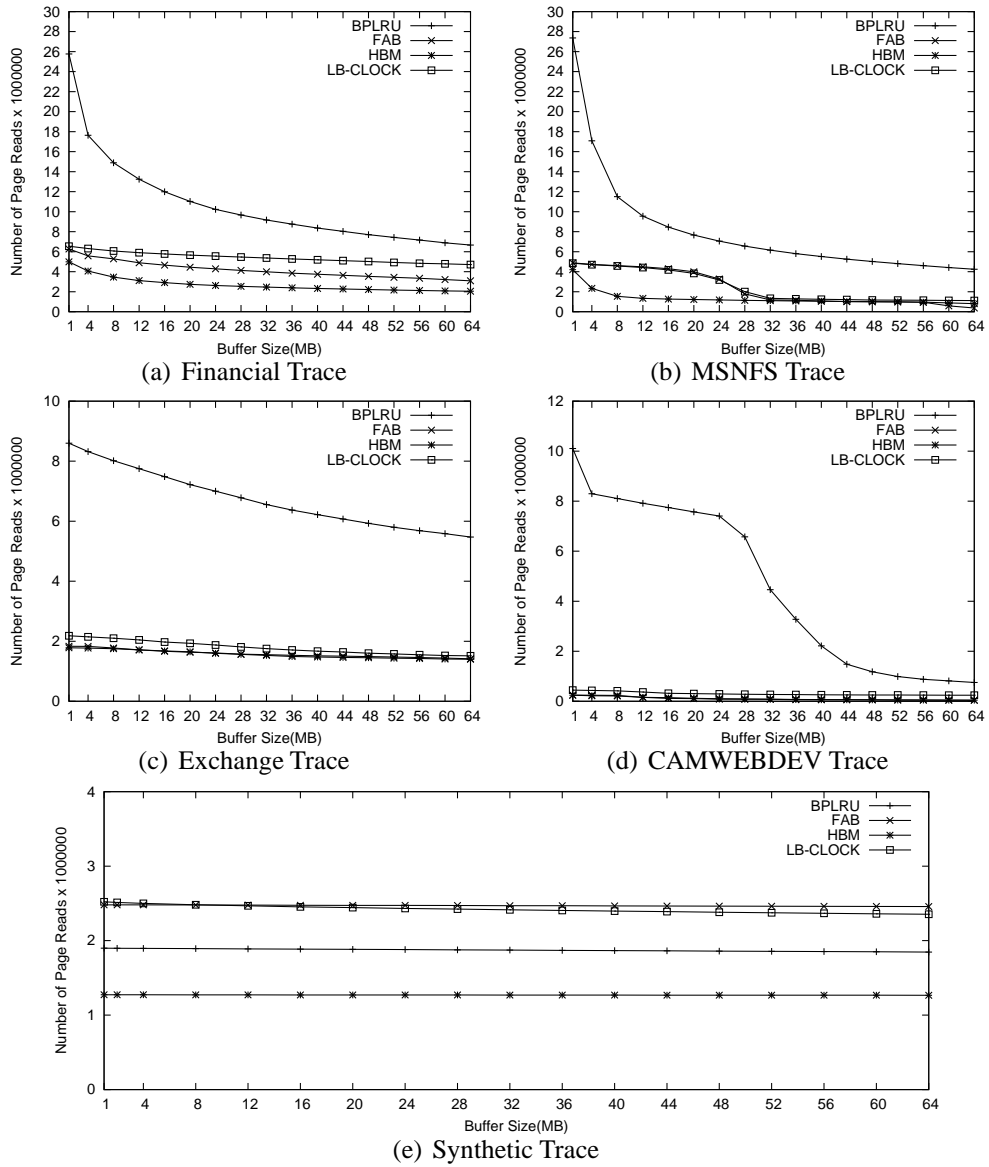 Number of Page Reads x 1000000
30
28
26
24
22
20
18
16
14
12
10
8
6
4
2
0
BPLRU
FAB
HBM
LB-CLOCK
1 4 8 12 16 20 24 28 32 36 40 44 48 52 56 60 64
Buffer Size(MB)
(a) Financial Trace
Number of Page Reads x 1000000
30
28
26
24
22
20
18
16
14
12
10
8
6
4
2
0
BPLRU
FAB
HBM
LB-CLOCK
1 4 8 12 16 20 24 28 32 36 40 44 48 52 56 60 64
Buffer Size(MB)
(b) MSNFS Trace
Number of Page Reads x 1000000
10
8
6
4
2
0
BPLRU
FAB
HBM
LB-CLOCK
1 4 8 12 16 20 24 28 32 36 40 44 48 52 56 60 64
Buffer Size(MB)
(c) Exchange Trace
Number of Page Reads x 1000000
12
10
8
6
4
2
0
BPLRU
FAB
HBM
LB-CLOCK
1 4 8 12 16 20 24 28 32 36 40 44 48 52 56 60 64
Buffer Size(MB)
(d) CAMWEBDEV Trace
Number of Page Reads x 1000000
4
3
2
1
0
BPLRU
FAB
HBM
LB-CLOCK
1 4 8 12 16 20 24 28 32 36 40 44 48 52 56 60 64
Buffer Size(MB)
(e) Synthetic Trace